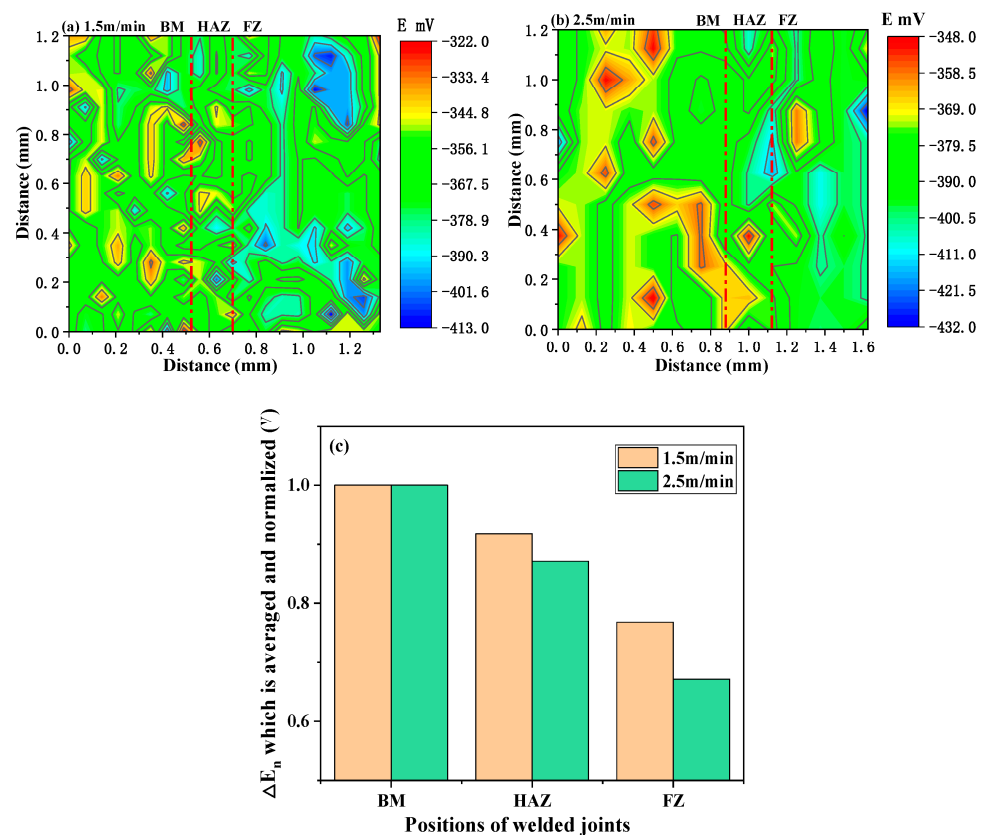 (a) 1.5m/min BM HAZ FZ
E mV
1.2
1.0
0.8
0.6
0.4
0.2
0.0
0.0 0.2 0.4 0.6 0.8 1.0 1.2
Distance (mm)
Distance (mm)
-322.0
-333.4
-344.8
-356.1
-367.5
-378.9
-390.3
-401.6
-413.0
(b) 2.5m/min BM HAZ FZ
E mV
1.2
1.0
0.8
0.6
0.4
0.2
0.0
0.0 0.2 0.4 0.6 0.8 1.0 1.2 1.4 1.6
Distance (mm)
Distance (mm)
-348.0
-358.5
-369.0
-379.5
-390.0
-400.5
-411.0
-421.5
-432.0
(c)
1.5m/min
2.5m/min
1.0
0.8
0.6
ΔEn which is averaged and normalized (V)
BM HAZ FZ
Positions of welded joints